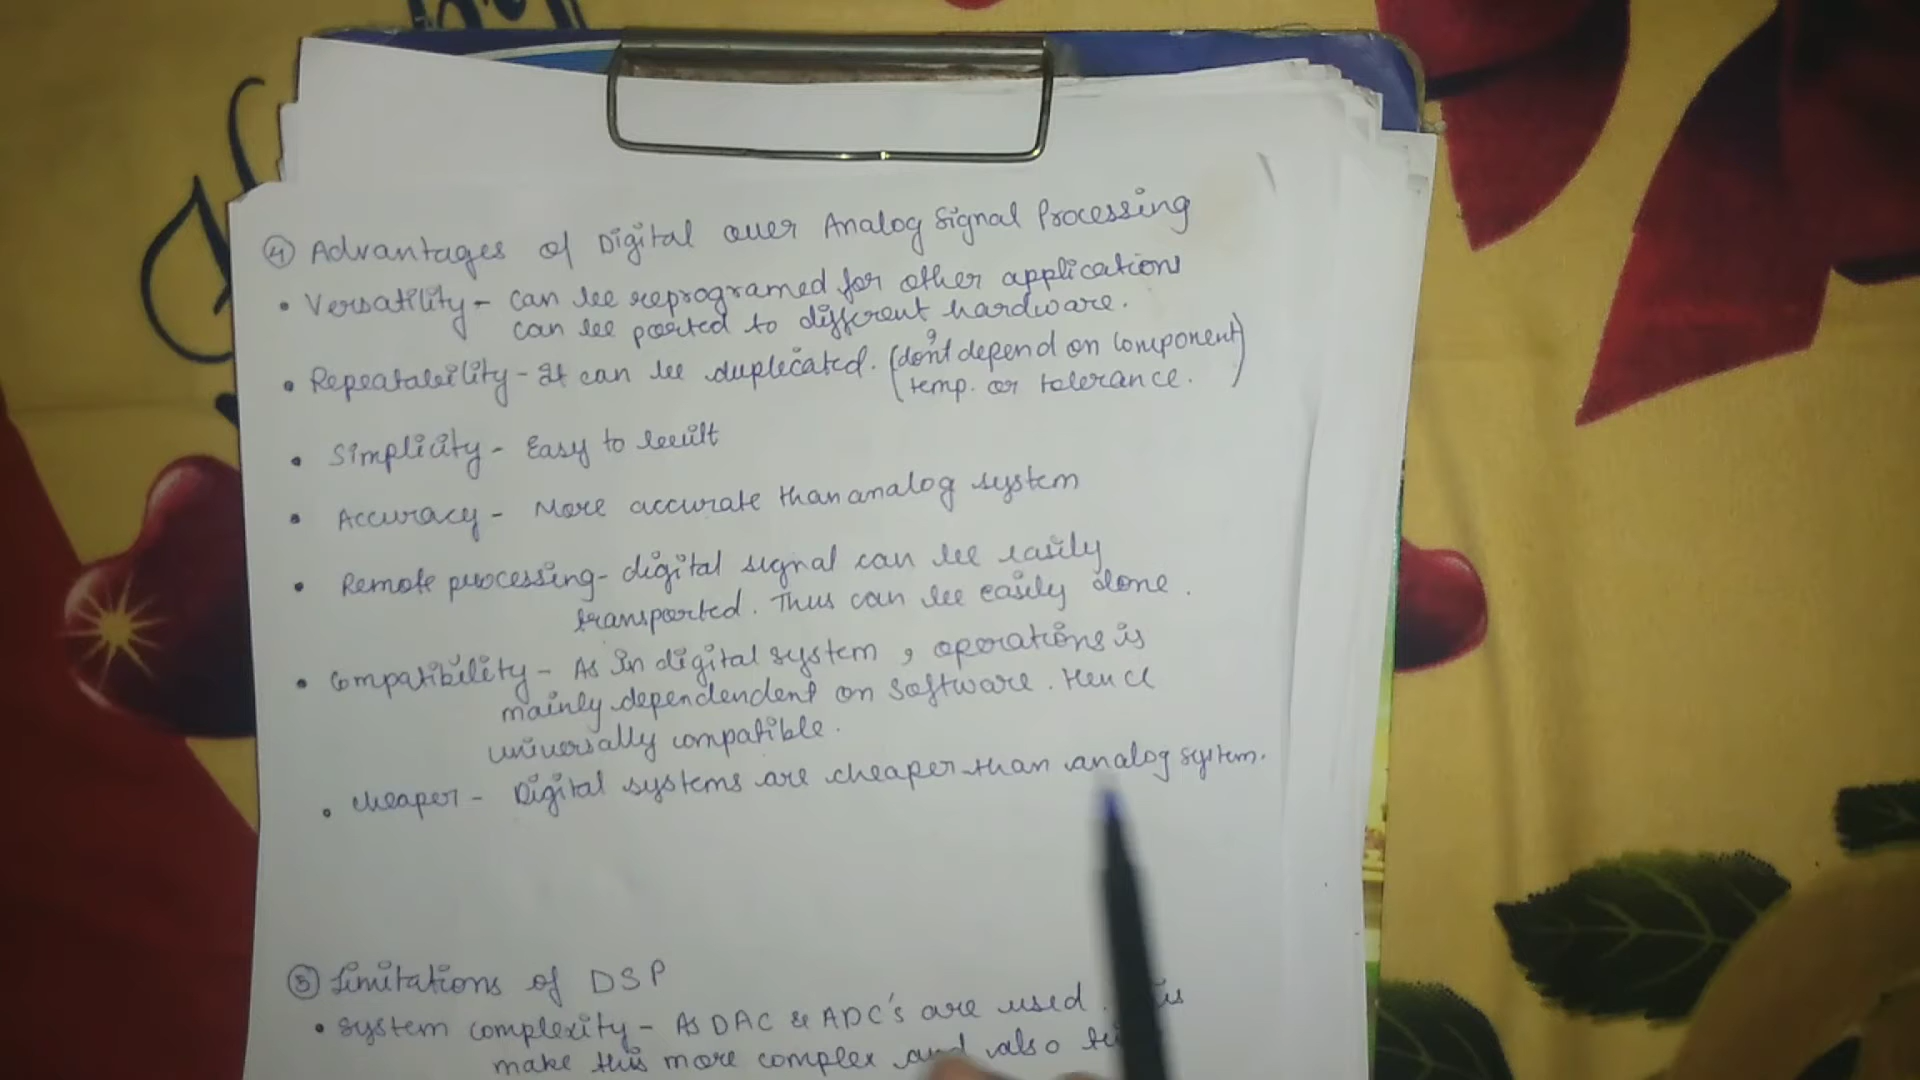 ④ Advantages of Digital over Analog Signal Processing
• Versatility - can be reprogramed for other application
can be ported to different hardware.
• Repeatability - It can be duplicated. (don't depend on component
temp. or tolerance.)
• Simplicity - Easy to built
• Accuracy - More accurate than analog system
• Remote processing - digital signal can be easily
transported. Thus can be easily done.
• Compatibility - As in digital system, operations is
mainly dependendent on software. Hence
universally compatible.
• cheaper - Digital systems are cheaper than analog system.
⑤ Limitations of DSP
• System complexity - As DAC & ADC's are used.
make this more complex and also